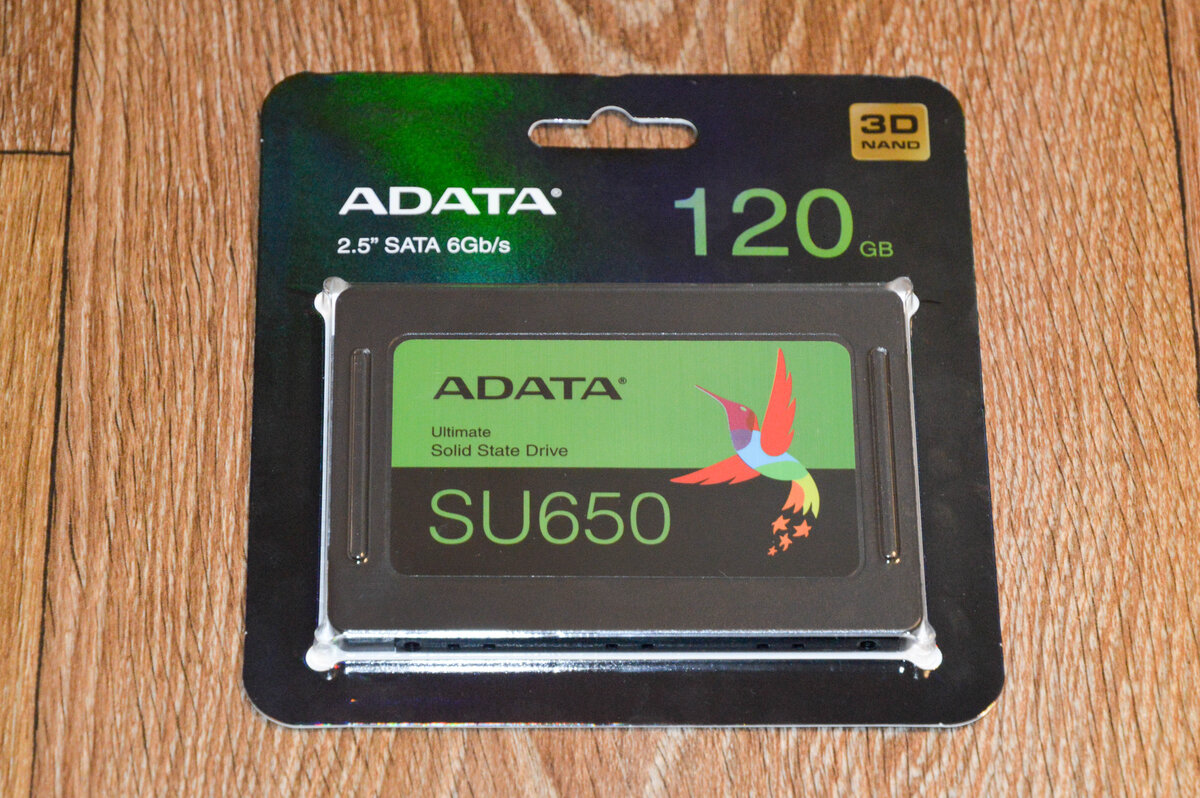 3D
NAND
ADATA®
120 GB
2.5” SATA 6Gb/s
ADATA®
Ultimate
Solid State Drive
SU650